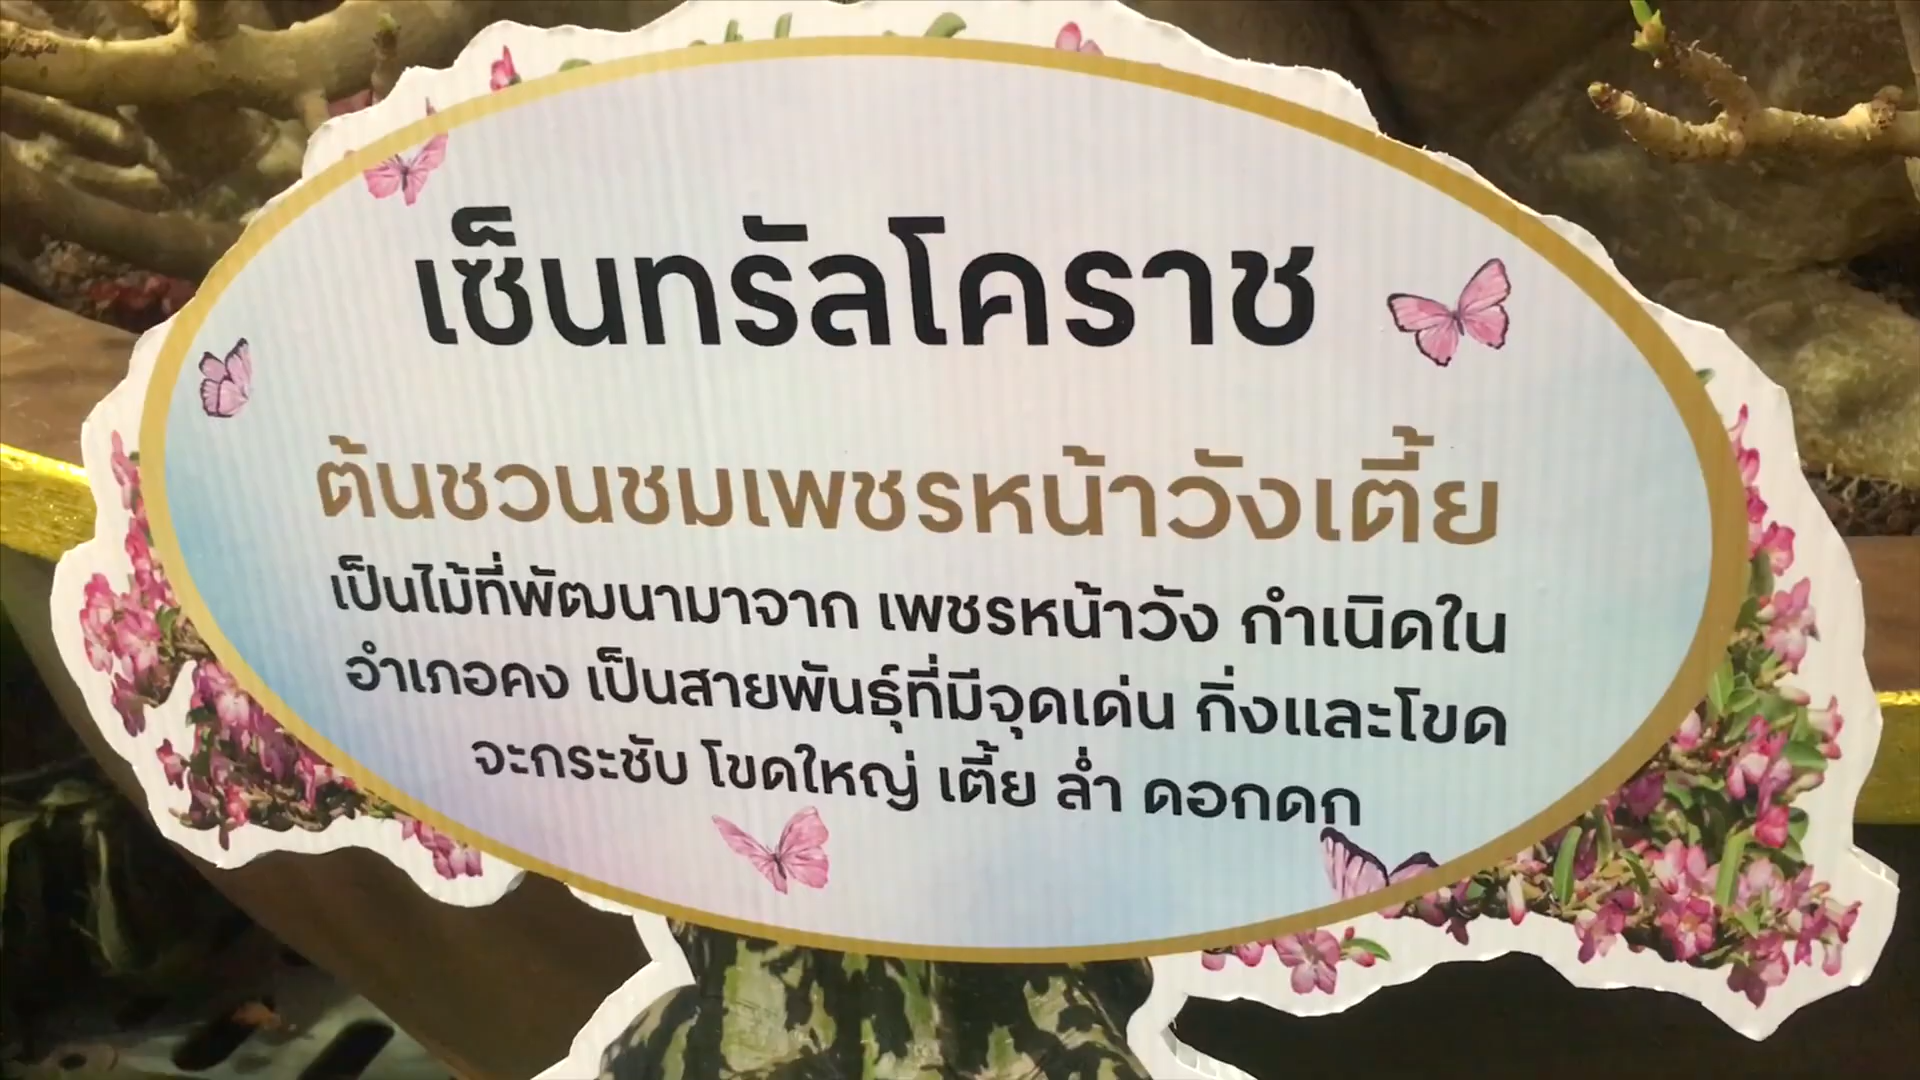 เซ็นทรัลโคราช
ต้นชวนชมเพชรหน้าวังเตี้ย
เป็นไม้ที่พัฒนามาจาก เพชรหน้าวัง กำเนิดใน
อำเภอคง เป็นสายพันธุ์ที่มีจุดเด่น กิ่งและโขด
จะกระชับ โขดใหญ่ เตี้ย ล่ำ ดอกดก